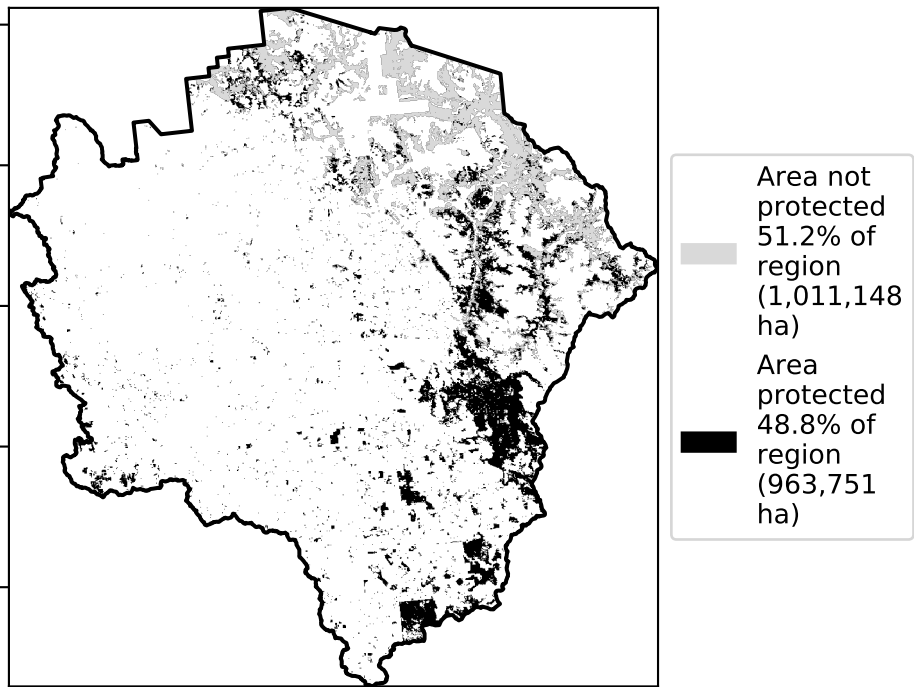 Area not
protected
51.2% of
region
(1,011,148
ha)
Area
protected
48.8% of
region
(963,751
ha)